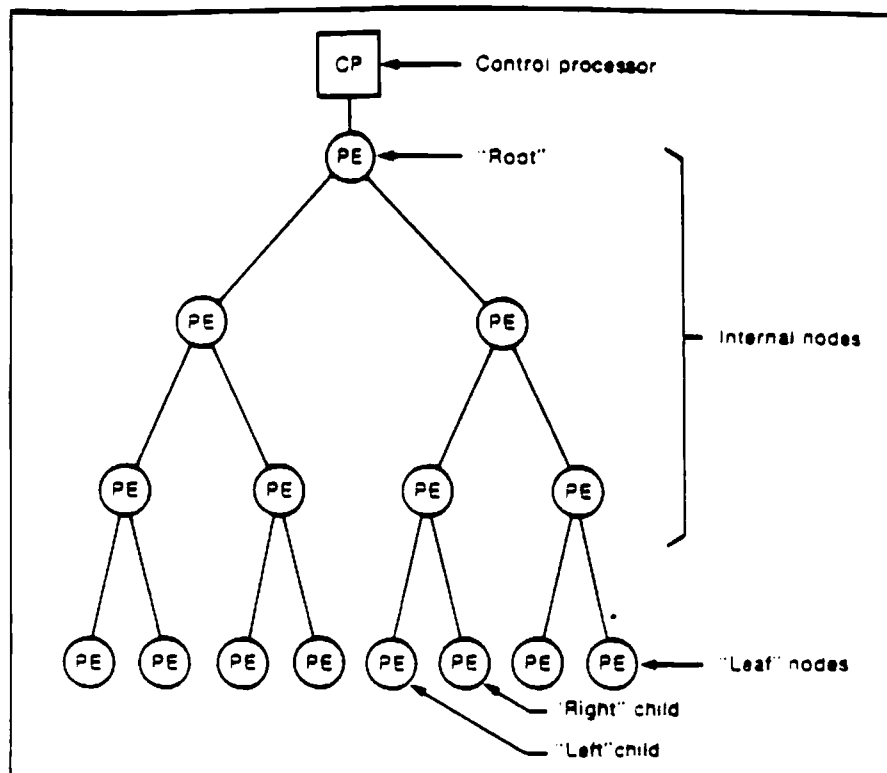 CP
Control processor
PE
"Root"
PE PE
Internal nodes
PE PE PE PE
PE PE PE PE PE PE PE PE
"Leaf" nodes
"Right" child
"Left" child